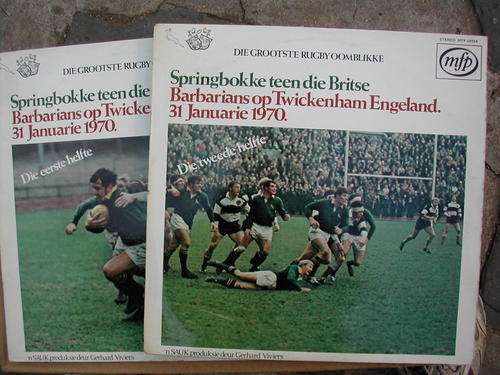 DIE GROOTSTE RUGBY
Springbokke teen die
Barbarians op Twicke
31 Januarie 1970.
Die eerste helfte
'n SAUK produksie deur Gerhard Viviers
DIE GROOTSTE RUGBY OOMBLIKKE
mfp
Springbokke teen die Britse
Barbarians op Twickenham Engeland.
31 Januarie 1970.
Die tweede helfte
'n SAUK produksie deur Gerhard Viviers